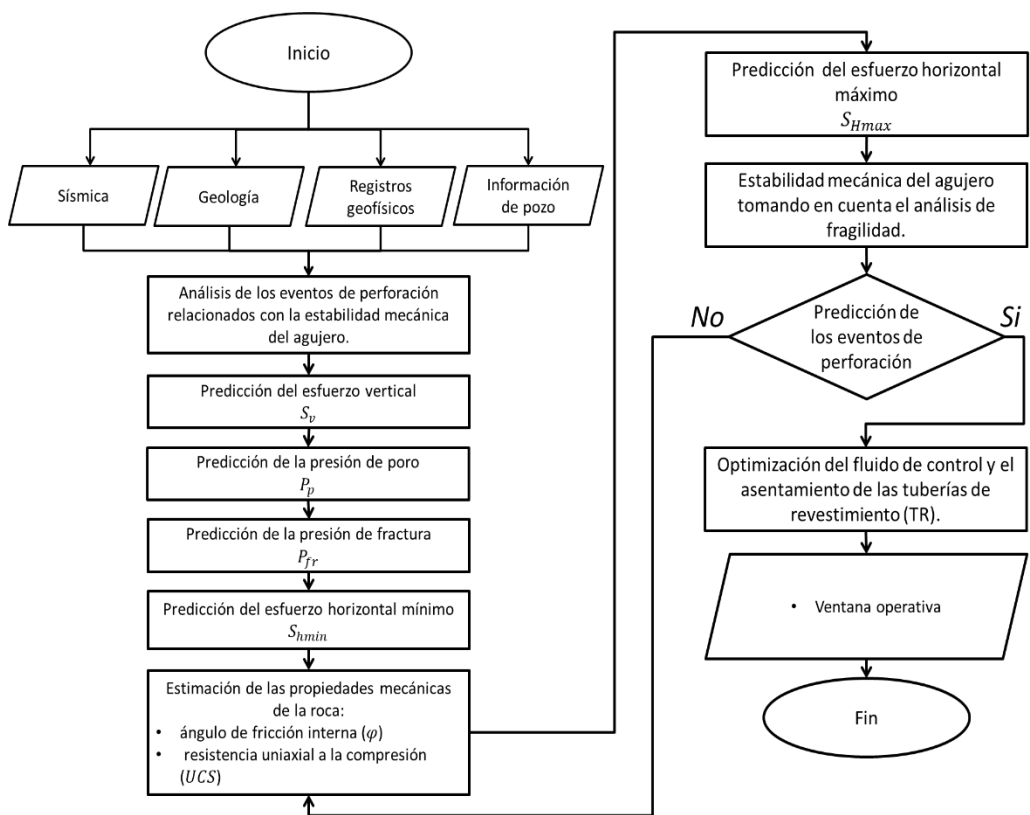 Inicio
Sísmica
Geología
Registros
geofísicos
Información
de pozo
Análisis de los eventos de perforación
relacionados con la estabilidad mecánica
del agujero.
Predicción del esfuerzo vertical
S_v
Predicción de la presión de poro
P_p
Predicción de la presión de fractura
P_fr
Predicción del esfuerzo horizontal mínimo
S_hmin
Estimación de las propiedades mecánicas
de la roca:
• ángulo de fricción interna (φ)
• resistencia uniaxial a la compresión
(UCS)
Predicción del esfuerzo horizontal
máximo
S_Hmax
Estabilidad mecánica del agujero
tomando en cuenta el análisis de
fragilidad.
No
Predicción de
los eventos de
perforación
Si
Optimización del fluido de control y el
asentamiento de las tuberías de
revestimiento (TR).
• Ventana operativa
Fin